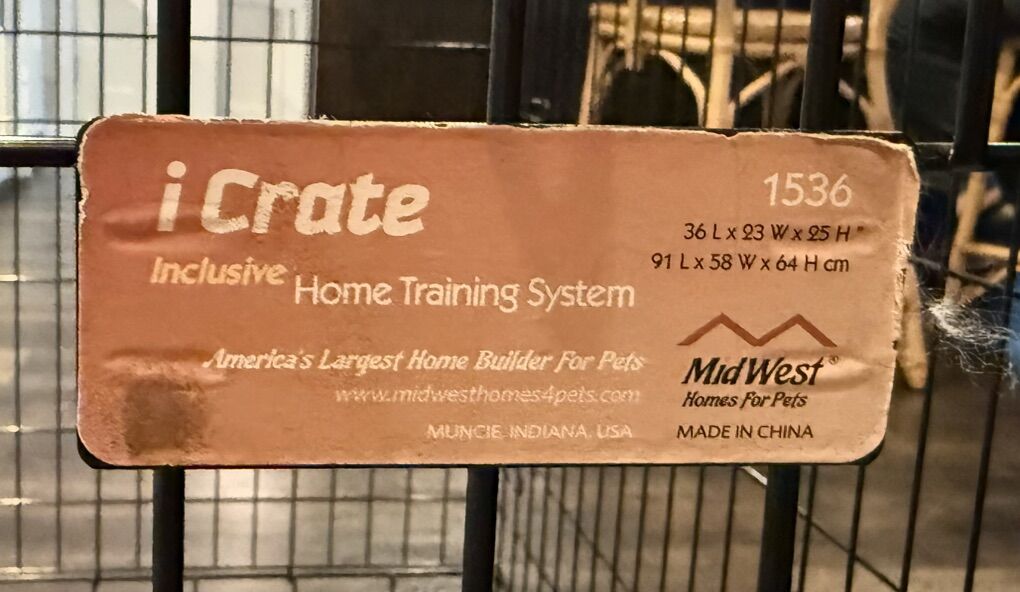 i Crate
Inclusive Home Training System
America's Largest Home Builder For Pets
www.midwesthomes4pets.com
MUNCIE, INDIANA, USA
1536
36 L x 23 W x 25 H "
91 L x 58 W x 64 H cm
MidWest®
Homes For Pets
MADE IN CHINA